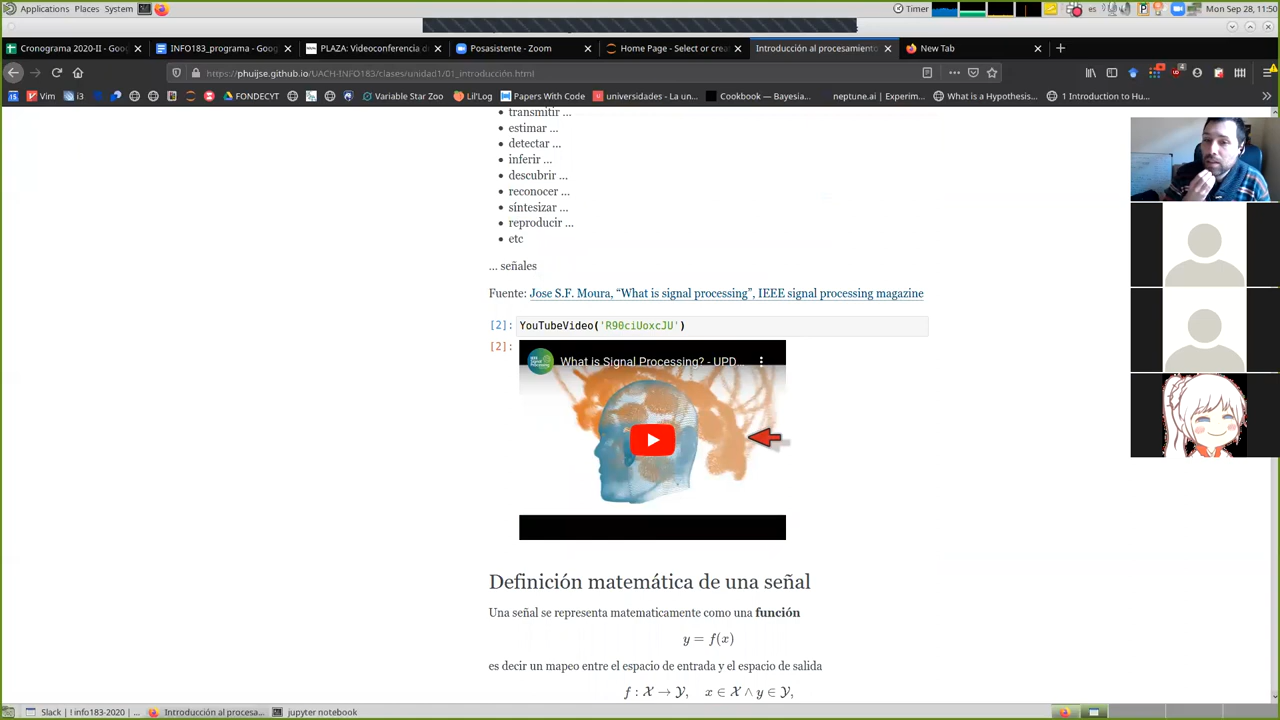 Applications Places System
Timer
es
Mon Sep 28, 11:50
Cronograma 2020-II - Goo
INFO183_programa - Goog
PLAZA: Videoconferencia d
Posasistente - Zoom
Home Page - Select or crea
Introducción al procesamiento
New Tab
https://phuijse.github.io/UACH-INFO183/clases/unidad1/01_introducción.html
Vim
i3
FONDECYT
Variable Star Zoo
Lil'Log
Papers With Code
universidades - La un...
Cookbook — Bayesia...
neptune.ai | Experim...
What is a Hypothesis...
1 Introduction to Hu...
transmitir ...
estimar ...
detectar ...
inferir ...
descubrir ...
reconocer ...
síntesizar ...
reproducir ...
etc
... señales
Fuente: Jose S.F. Moura, “What is signal processing”, IEEE signal processing magazine
[2]: YouTubeVideo('R90ciUoxcJU')
[2]:
What is Signal Processing? - UPD...
Definición matemática de una señal
Una señal se representa matematicamente como una función
y = f(x)
es decir un mapeo entre el espacio de entrada y el espacio de salida
f : 𝒳 → 𝒴, x ∈ 𝒳 ∧ y ∈ 𝒴,
Slack | ! info183-2020 | ...
Introducción al procesa...
jupyter notebook